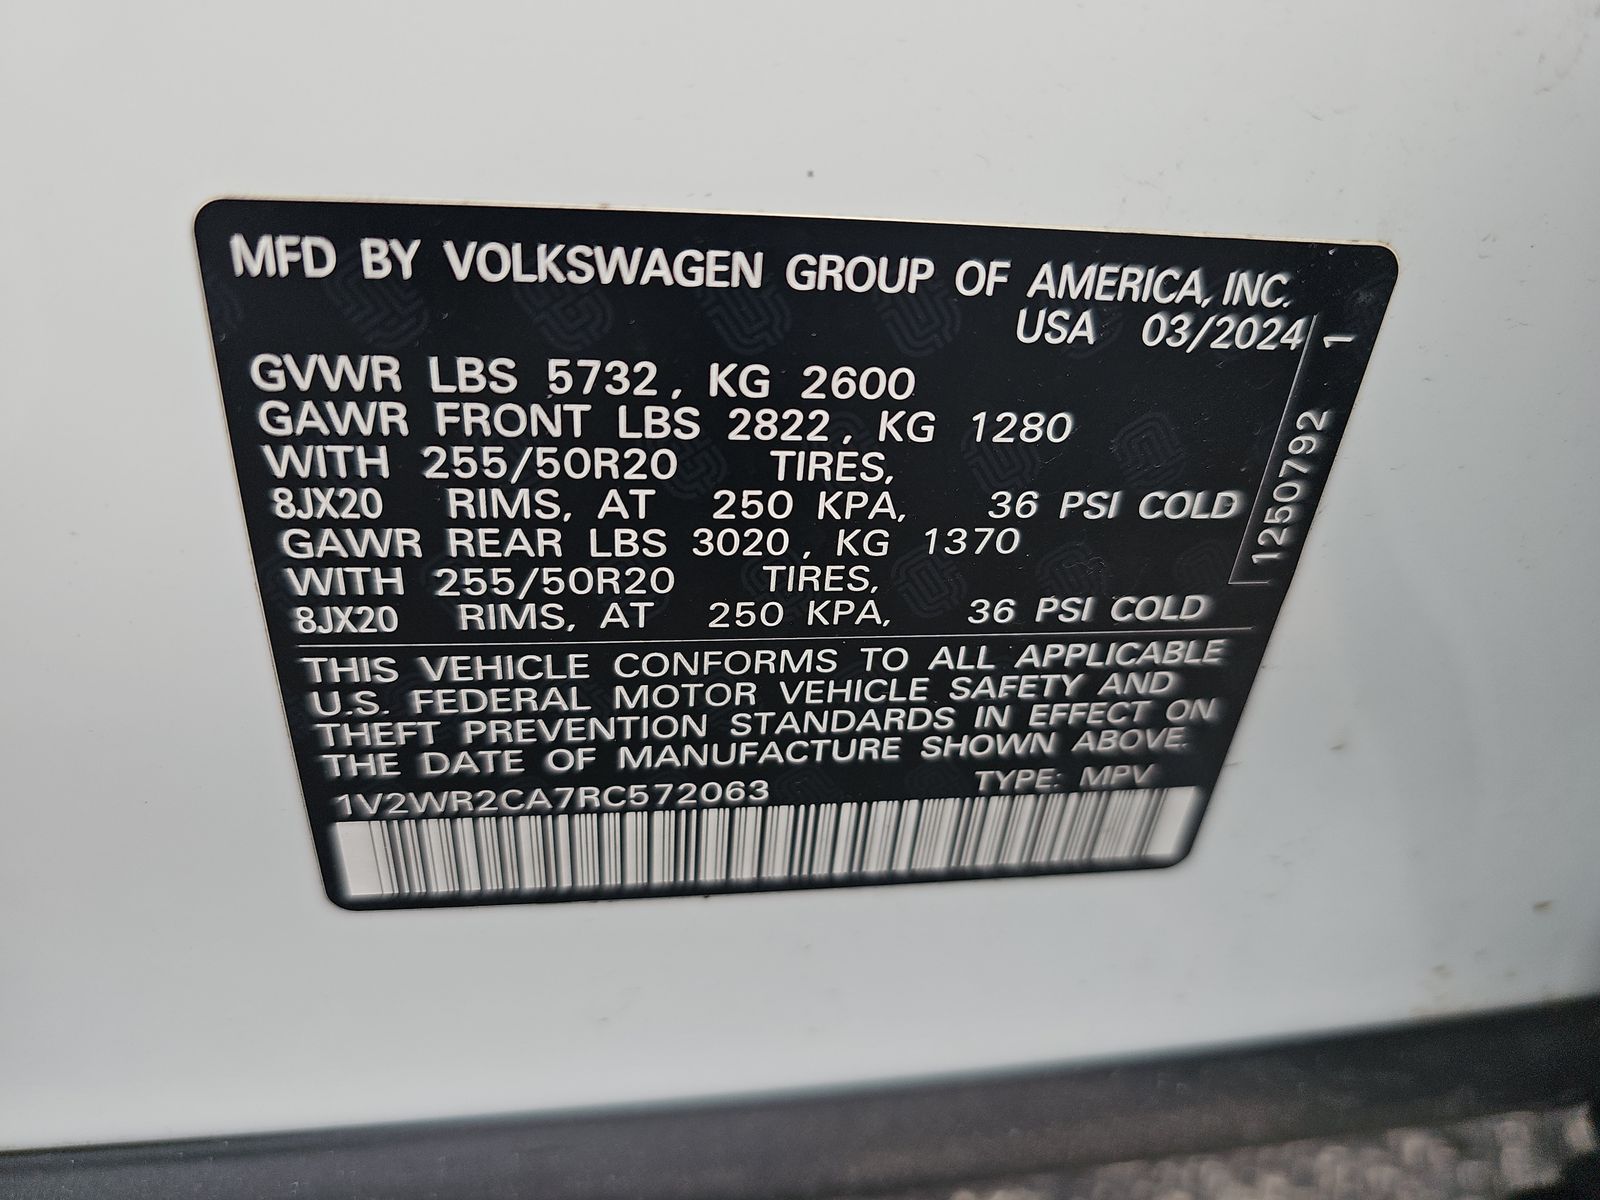 MFD BY VOLKSWAGEN GROUP OF AMERICA, INC.
USA 03/2024
GVWR LBS 5732, KG 2600
GAWR FRONT LBS 2822, KG 1280
WITH 255/50R20 TIRES,
8JX20 RIMS, AT 250 KPA, 36 PSI COLD
GAWR REAR LBS 3020, KG 1370
WITH 255/50R20 TIRES,
8JX20 RIMS, AT 250 KPA, 36 PSI COLD
1250792 1
THIS VEHICLE CONFORMS TO ALL APPLICABLE
U.S. FEDERAL MOTOR VEHICLE SAFETY AND
THEFT PREVENTION STANDARDS IN EFFECT ON
THE DATE OF MANUFACTURE SHOWN ABOVE.
1V2WR2CA7RC572063 TYPE: MPV